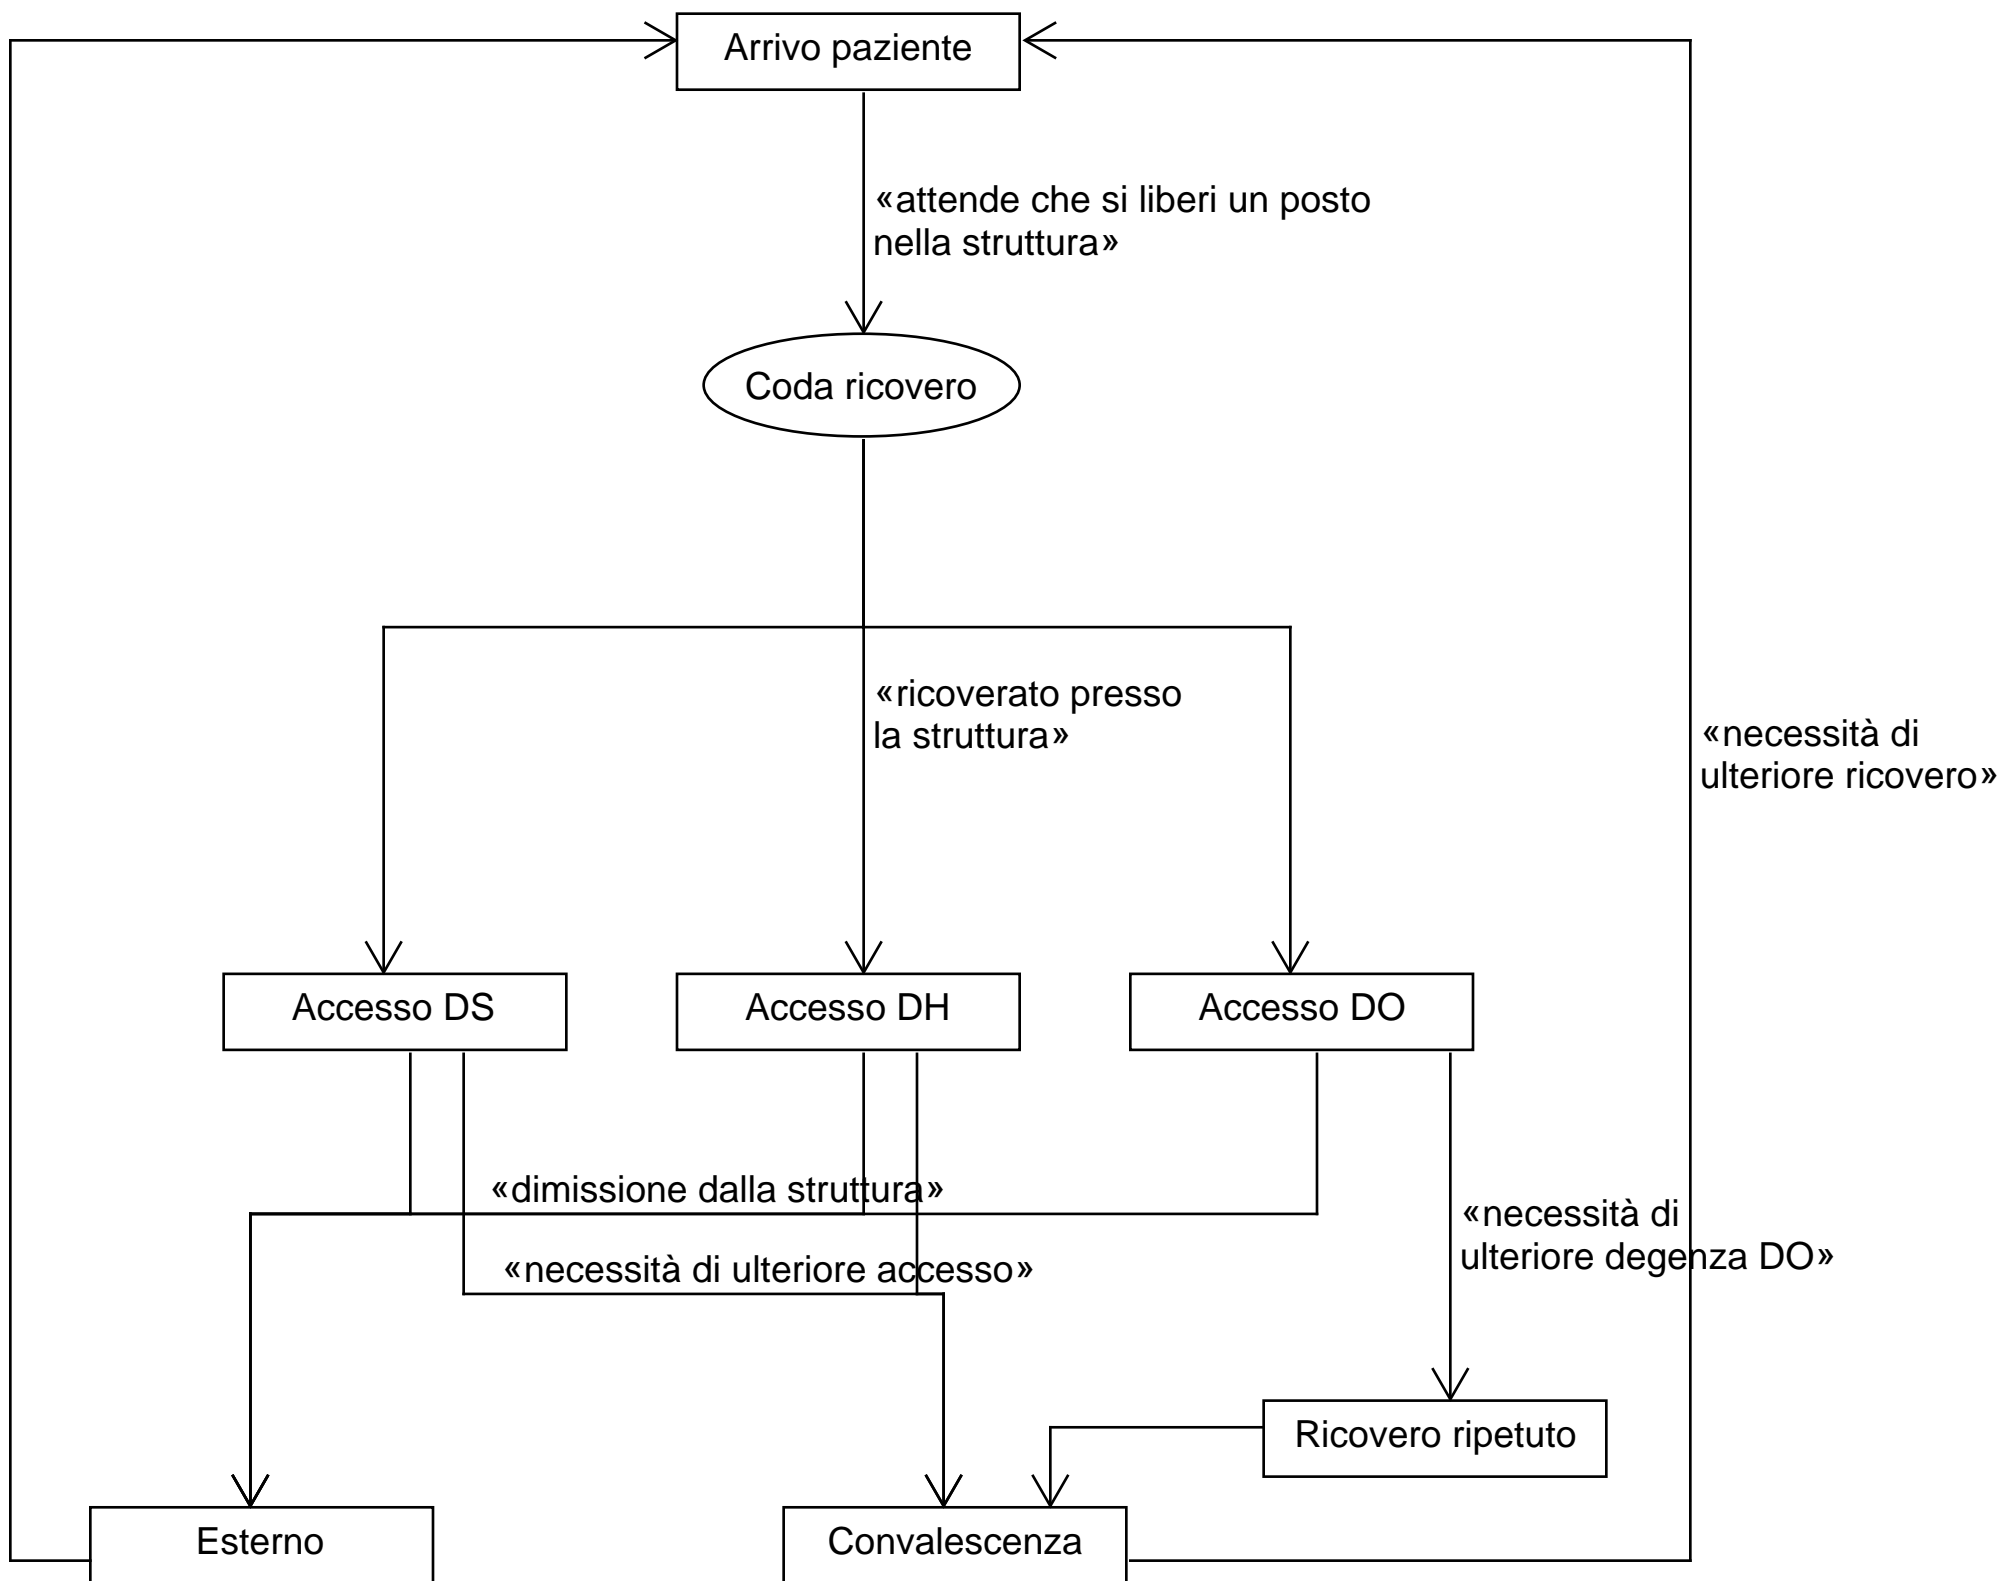 Arrivo paziente
«attende che si liberi un posto
nella struttura»
Coda ricovero
«ricoverato presso
la struttura»
«necessità di
ulteriore ricovero»
Accesso DS
Accesso DH
Accesso DO
«dimissione dalla struttura»
«necessità di
ulteriore degenza DO»
«necessità di ulteriore accesso»
Ricovero ripetuto
Esterno
Convalescenza